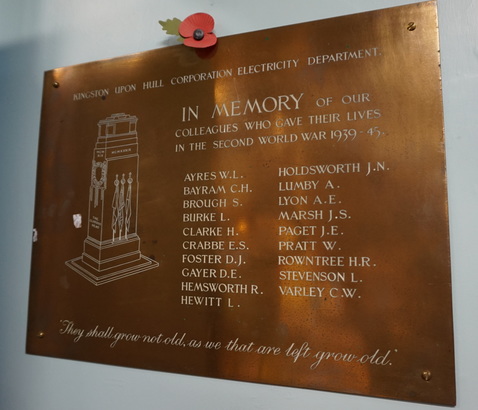 KINGSTON UPON HULL CORPORATION ELECTRICITY DEPARTMENT.
IN MEMORY OF OUR
COLLEAGUES WHO GAVE THEIR LIVES
IN THE SECOND WORLD WAR 1939-45.
AYRES W.L.
BAYRAM C.H.
BROUGH S.
BURKE L.
CLARKE H.
CRABBE E.S.
FOSTER D.J.
GAYER D.E.
HEMSWORTH R.
HEWITT L.
HOLDSWORTH J.N.
LUMBY A.
LYON A.E.
MARSH J.S.
PAGET J.E.
PRATT W.
ROWNTREE H.R.
STEVENSON L.
VARLEY C.W.
"They shall grow not old, as we that are left grow old."